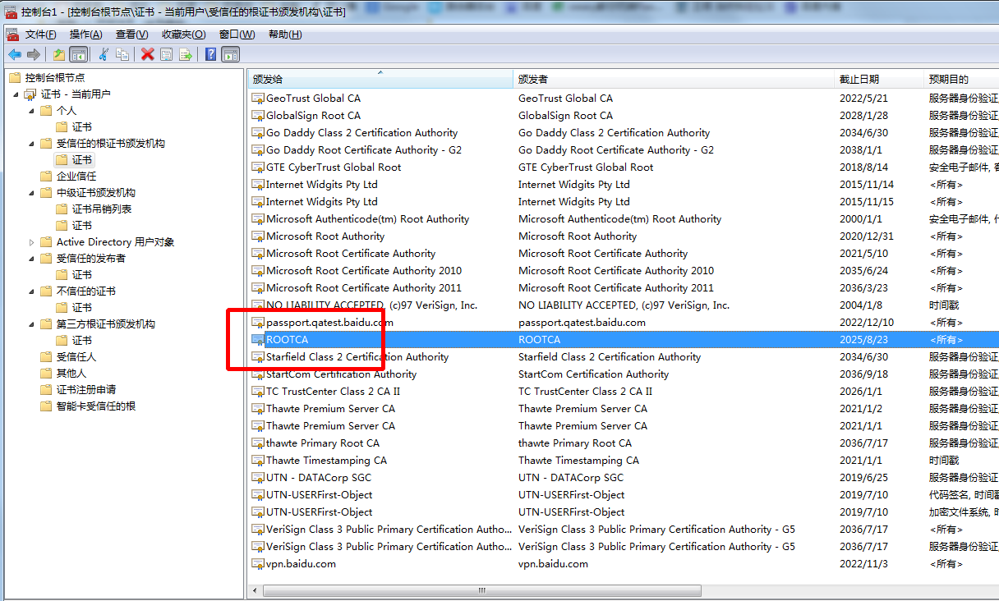 控制台1 - [控制台根节点\证书 - 当前用户\受信任的根证书颁发机构\证书]
文件(F) 操作(A) 查看(V) 收藏夹(O) 窗口(W) 帮助(H)
控制台根节点
证书 - 当前用户
个人
证书
受信任的根证书颁发机构
证书
企业信任
中级证书颁发机构
证书吊销列表
证书
Active Directory 用户对象
受信任的发布者
证书
不信任的证书
证书
第三方根证书颁发机构
证书
受信任人
其他人
证书注册申请
智能卡受信任的根
颁发给 颁发者 截止日期 预期目的
GeoTrust Global CA GeoTrust Global CA 2022/5/21 服务器身份验证,
GlobalSign Root CA GlobalSign Root CA 2028/1/28 服务器身份验证,
Go Daddy Class 2 Certification Authority Go Daddy Class 2 Certification Authority 2034/6/30 服务器身份验证,
Go Daddy Root Certificate Authority - G2 Go Daddy Root Certificate Authority - G2 2038/1/1 服务器身份验证,
GTE CyberTrust Global Root GTE CyberTrust Global Root 2018/8/14 安全电子邮件, 客
Internet Widgits Pty Ltd Internet Widgits Pty Ltd 2015/11/14 <所有>
Internet Widgits Pty Ltd Internet Widgits Pty Ltd 2015/11/15 <所有>
Microsoft Authenticode(tm) Root Authority Microsoft Authenticode(tm) Root Authority 2000/1/1 安全电子邮件, 代
Microsoft Root Authority Microsoft Root Authority 2020/12/31 <所有>
Microsoft Root Certificate Authority Microsoft Root Certificate Authority 2021/5/10 <所有>
Microsoft Root Certificate Authority 2010 Microsoft Root Certificate Authority 2010 2035/6/24 <所有>
Microsoft Root Certificate Authority 2011 Microsoft Root Certificate Authority 2011 2036/3/23 <所有>
NO LIABILITY ACCEPTED, (c)97 VeriSign, Inc. NO LIABILITY ACCEPTED, (c)97 VeriSign, Inc. 2004/1/8 时间戳
passport.qatest.baidu.com passport.qatest.baidu.com 2022/12/10 <所有>
ROOTCA ROOTCA 2025/8/23 <所有>
Starfield Class 2 Certification Authority Starfield Class 2 Certification Authority 2034/6/30 服务器身份验证,
StartCom Certification Authority StartCom Certification Authority 2036/9/18 服务器身份验证,
TC TrustCenter Class 2 CA II TC TrustCenter Class 2 CA II 2026/1/1 服务器身份验证,
Thawte Premium Server CA Thawte Premium Server CA 2021/1/2 服务器身份验证,
Thawte Premium Server CA Thawte Premium Server CA 2021/1/1 服务器身份验证,
thawte Primary Root CA thawte Primary Root CA 2036/7/17 服务器身份验证,
Thawte Timestamping CA Thawte Timestamping CA 2021/1/1 时间戳
UTN - DATACorp SGC UTN - DATACorp SGC 2019/6/25 服务器身份验证,
UTN-USERFirst-Object UTN-USERFirst-Object 2019/7/10 代码签名, 时间戳
UTN-USERFirst-Object UTN-USERFirst-Object 2019/7/10 加密文件系统, 时
VeriSign Class 3 Public Primary Certification Autho... VeriSign Class 3 Public Primary Certification Authority - G5 2036/7/17 <所有>
VeriSign Class 3 Public Primary Certification Autho... VeriSign Class 3 Public Primary Certification Authority - G5 2036/7/17 服务器身份验证,
vpn.baidu.com vpn.baidu.com 2022/11/3 <所有>